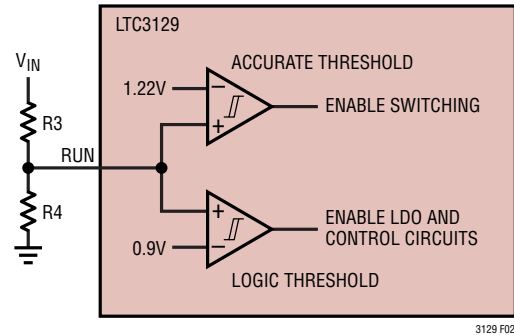 LTC3129
V_IN
ACCURATE THRESHOLD
1.22V
−
+
ENABLE SWITCHING
R3
RUN
R4
+
−
0.9V
ENABLE LDO AND
CONTROL CIRCUITS
LOGIC THRESHOLD
3129 F02